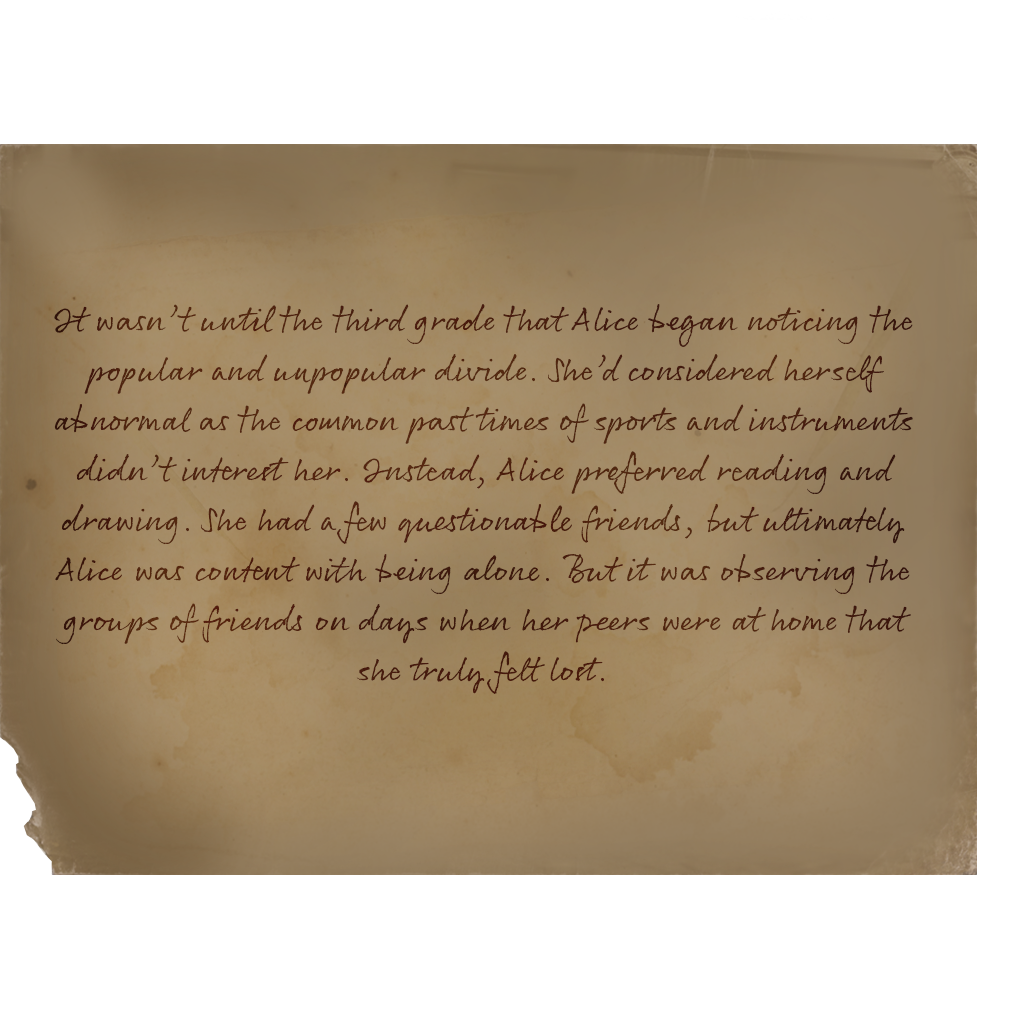 It wasn't until the third grade that Alice began noticing the
popular and unpopular divide. She'd considered herself
abnormal as the common past times of sports and instruments
didn't interest her. Instead, Alice preferred reading and
drawing. She had a few questionable friends, but ultimately
Alice was content with being alone. But it was observing the
groups of friends on days when her peers were at home that
she truly felt lost.